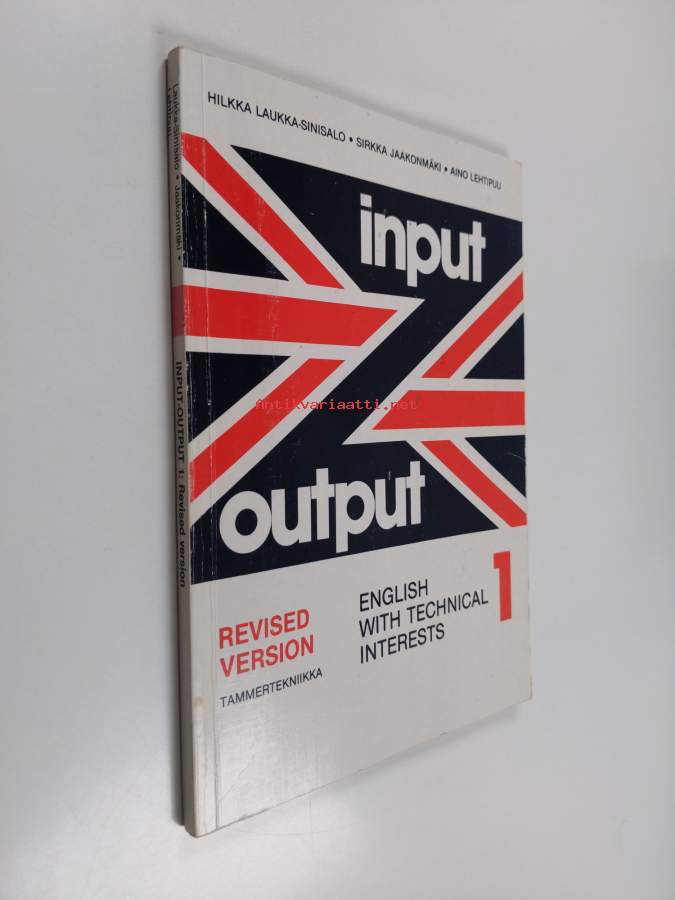 HILKKA LAUKKA-SINISALO • SIRKKA JAAKONMÄKI • AINO LEHTIPUU
input
output
REVISED
VERSION
ENGLISH
WITH TECHNICAL
INTERESTS
1
TAMMERTEKNIIKKA
Laukka-Sinisalo • Jaakonmäki •
Lehtipuu
INPUT-OUTPUT 1: Revised version
Antikvariaatti.net